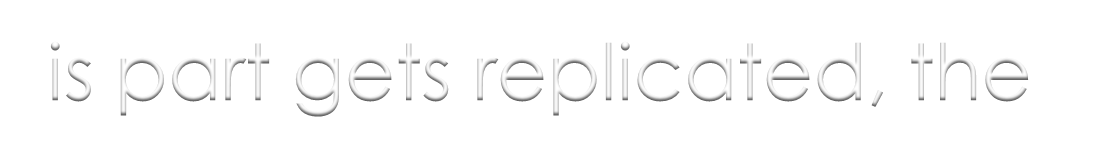 is part gets replicated, the